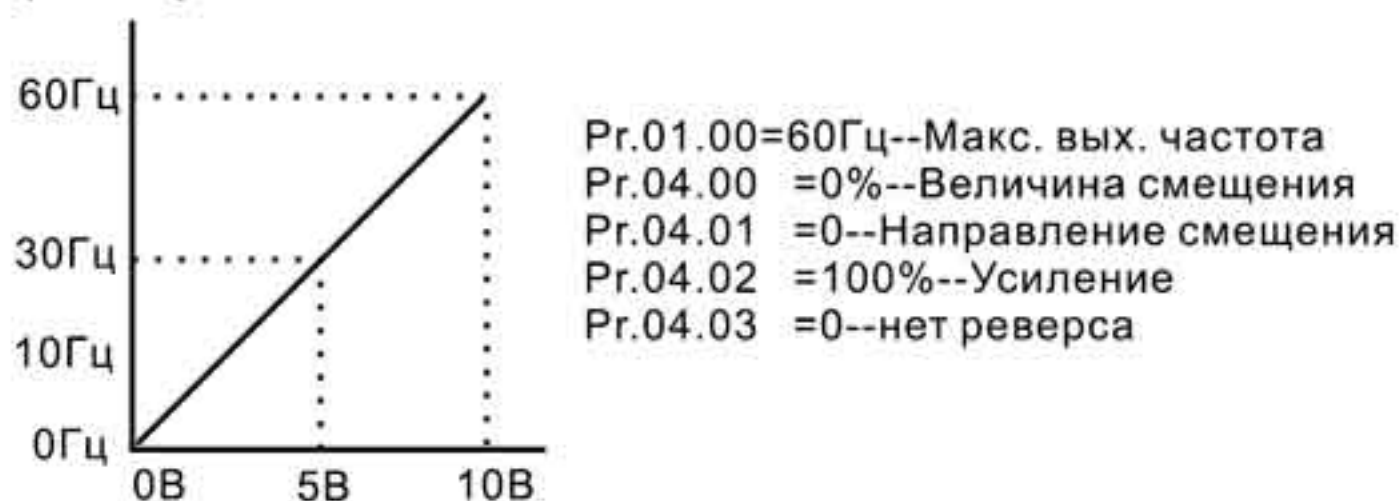 60Гц
30Гц
10Гц
0Гц
0В
5В
10В
Pr.01.00=60Гц--Макс. вых. частота
Pr.04.00 =0%--Величина смещения
Pr.04.01 =0--Направление смещения
Pr.04.02 =100%--Усиление
Pr.04.03 =0--нет реверса